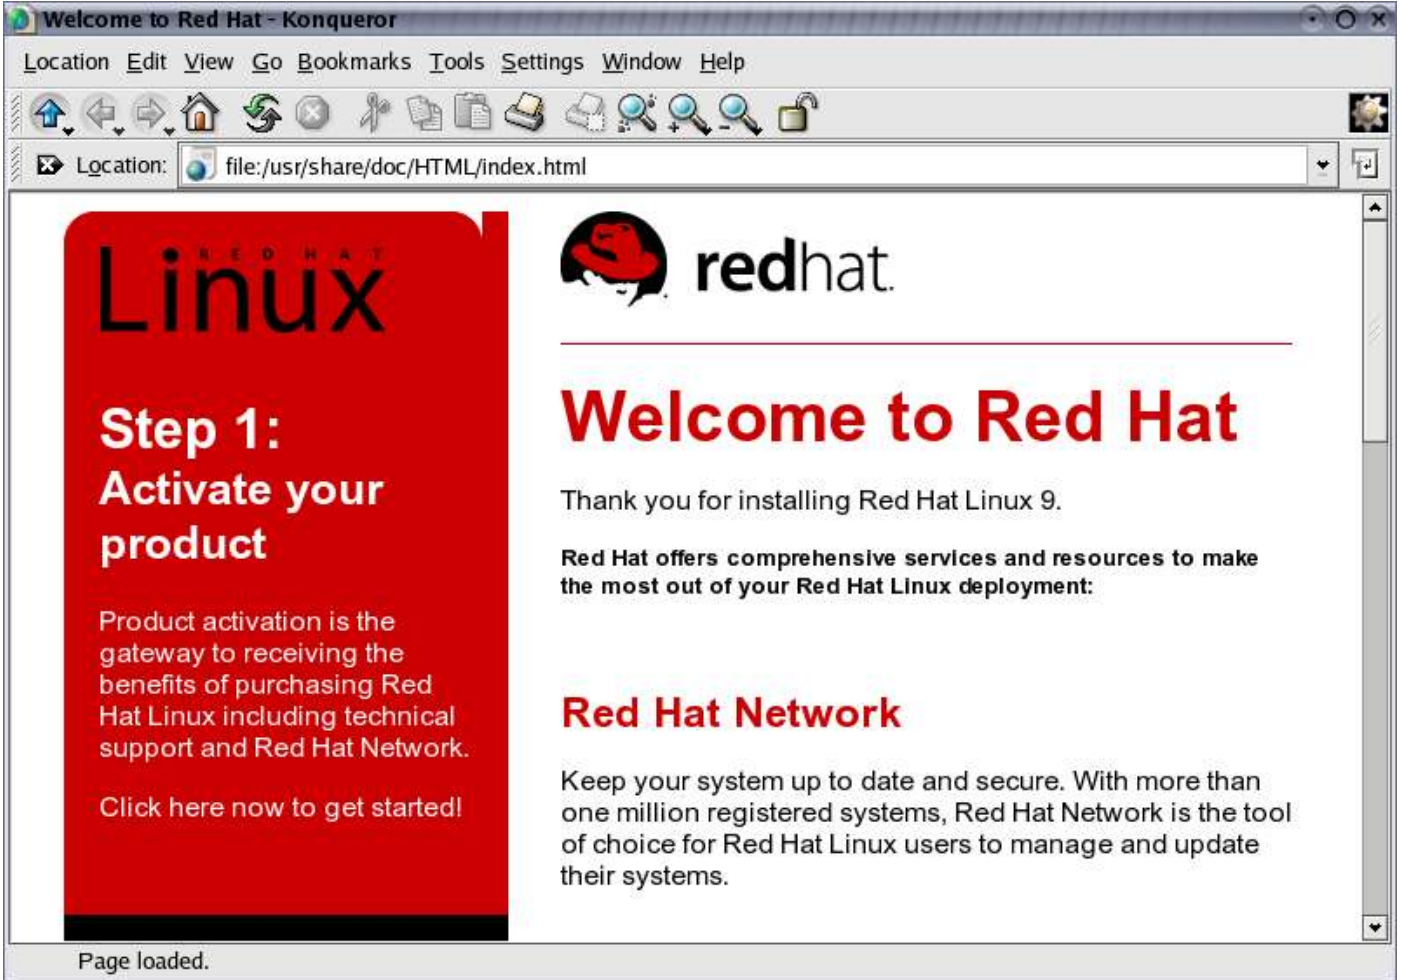 Welcome to Red Hat - Konqueror
Location Edit View Go Bookmarks Tools Settings Window Help
Location: file:/usr/share/doc/HTML/index.html
RED HAT
Linux
Step 1:
Activate your
product
Product activation is the
gateway to receiving the
benefits of purchasing Red
Hat Linux including technical
support and Red Hat Network.
Click here now to get started!
redhat.
Welcome to Red Hat
Thank you for installing Red Hat Linux 9.
Red Hat offers comprehensive services and resources to make
the most out of your Red Hat Linux deployment:
Red Hat Network
Keep your system up to date and secure. With more than
one million registered systems, Red Hat Network is the tool
of choice for Red Hat Linux users to manage and update
their systems.
Page loaded.